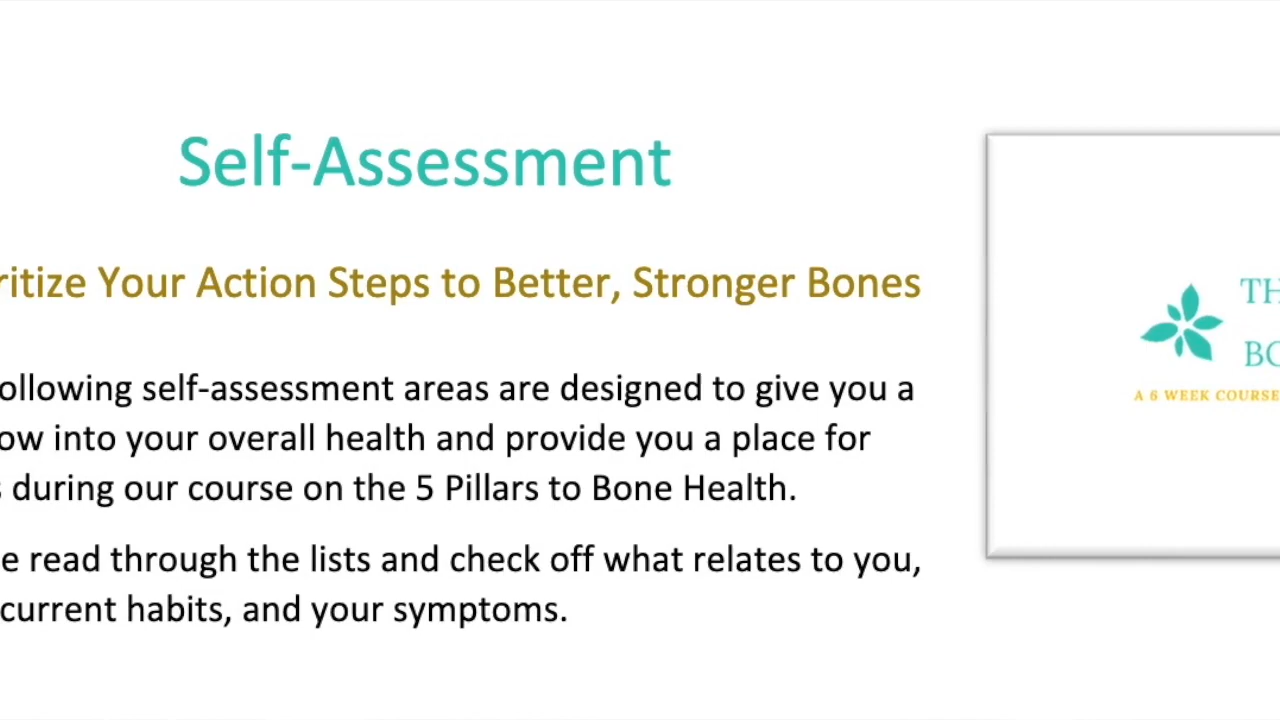 Self-Assessment
ritize Your Action Steps to Better, Stronger Bones
ollowing self-assessment areas are designed to give you a
ow into your overall health and provide you a place for
s during our course on the 5 Pillars to Bone Health.
e read through the lists and check off what relates to you,
current habits, and your symptoms.
TH
BO
A 6 WEEK COURSE